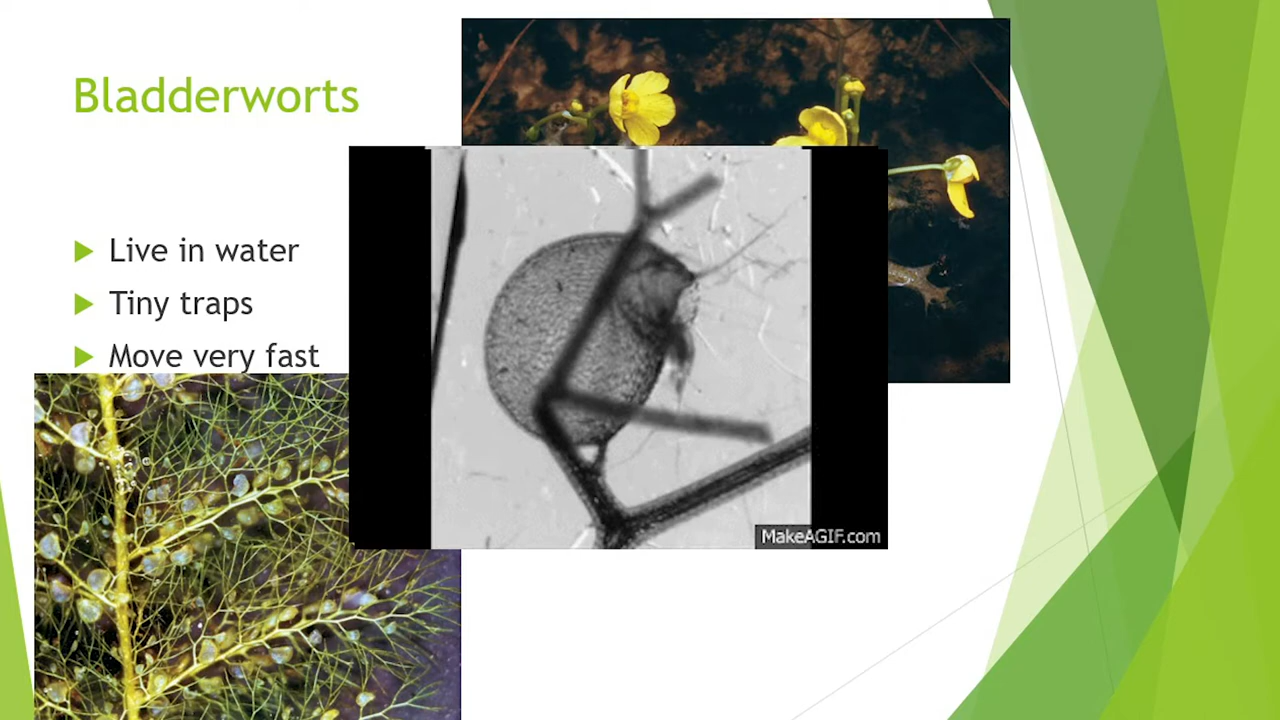 Bladderworts
Live in water
Tiny traps
Move very fast
MakeAGIF.com